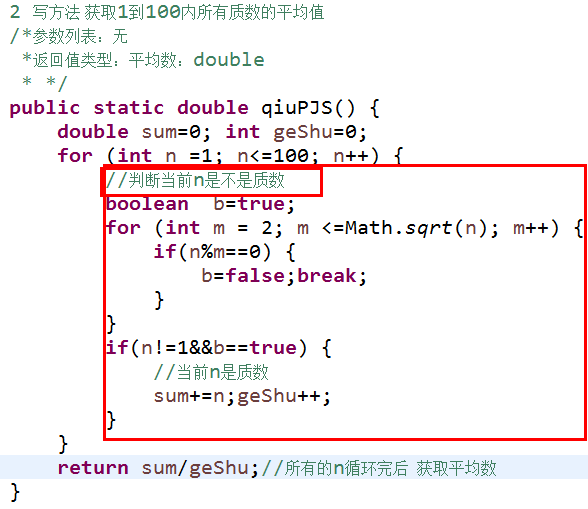 2 写方法 获取1到100内所有质数的平均值
/*参数列表：无
 *返回值类型：平均数：double
 * */
public static double qiuPJS() {
    double sum=0; int geShu=0;
    for (int n =1; n<=100; n++) {
        //判断当前n是不是质数
        boolean  b=true;
        for (int m = 2; m <=Math.sqrt(n); m++) {
            if(n%m==0) {
                b=false;break;
            }
        }
        if(n!=1&&b==true) {
            //当前n是质数
            sum+=n;geShu++;
        }
    }
    return sum/geShu;//所有的n循环完后 获取平均数
}